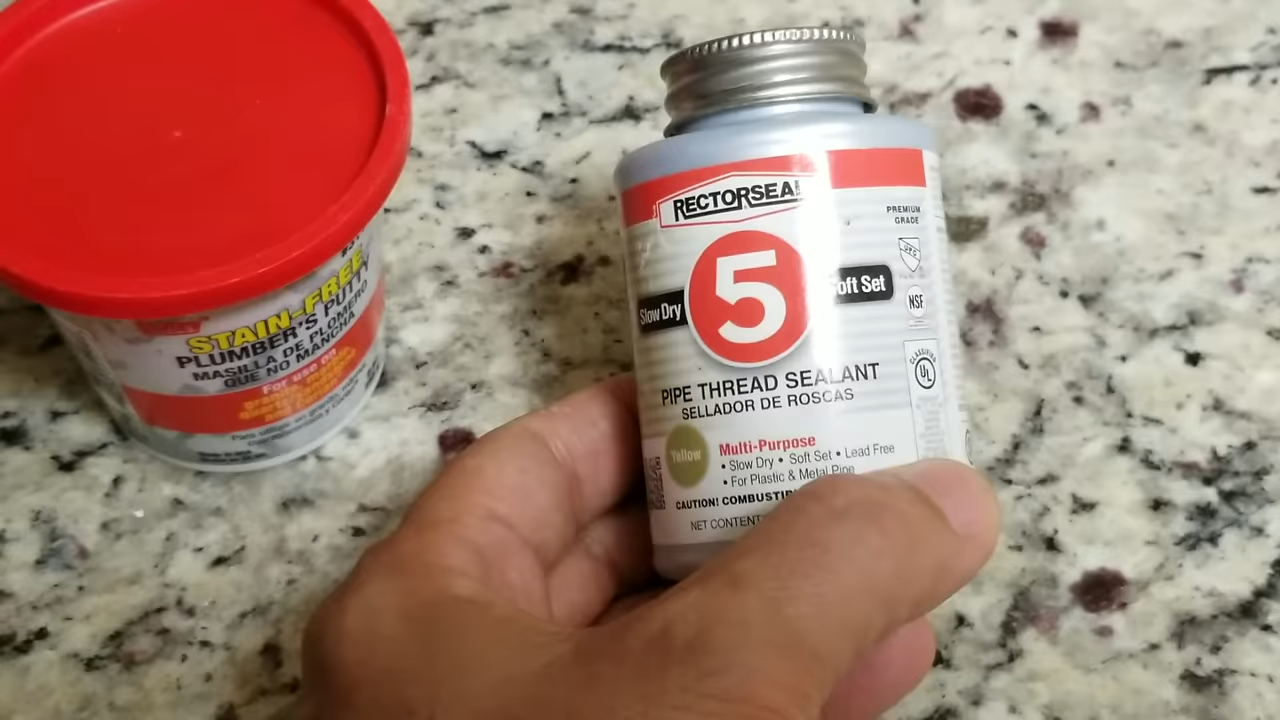 STAIN-FREE
PLUMBER'S PUTTY
MASILLA DE PLOMERO
QUE NO MANCHA
For use on
RECTORSEAL
PREMIUM
GRADE
UPC
5
Slow Dry
Soft Set
NSF
CLASSIFIED
UL
PIPE THREAD SEALANT
SELLADOR DE ROSCAS
Yellow
Multi-Purpose
• Slow Dry • Soft Set • Lead Free
• For Plastic & Metal Pipe
CAUTION!
NET CONTENT